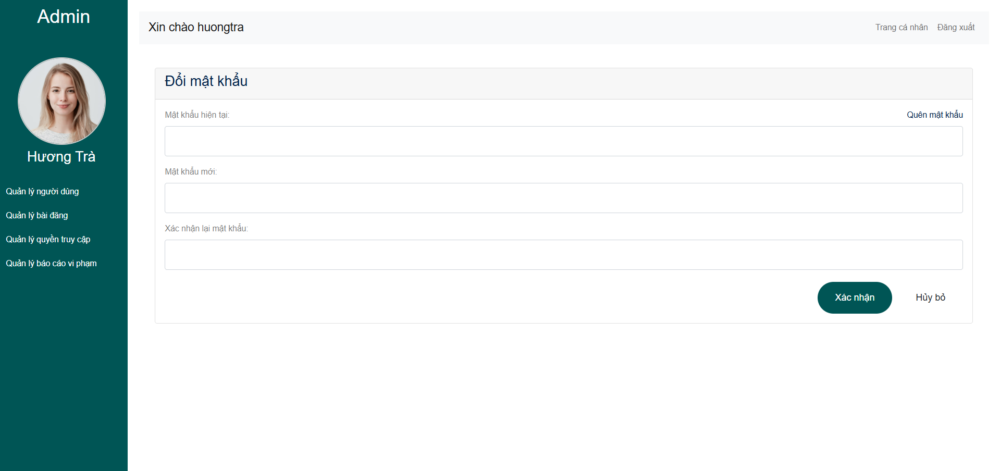 Admin
Hương Trà
Quản lý người dùng
Quản lý bài đăng
Quản lý quyền truy cập
Quản lý báo cáo vi phạm
Xin chào huongtra
Trang cá nhân
Đăng xuất
Đổi mật khẩu
Mật khẩu hiện tại:
Quên mật khẩu
Mật khẩu mới:
Xác nhận lại mật khẩu:
Xác nhận
Hủy bỏ